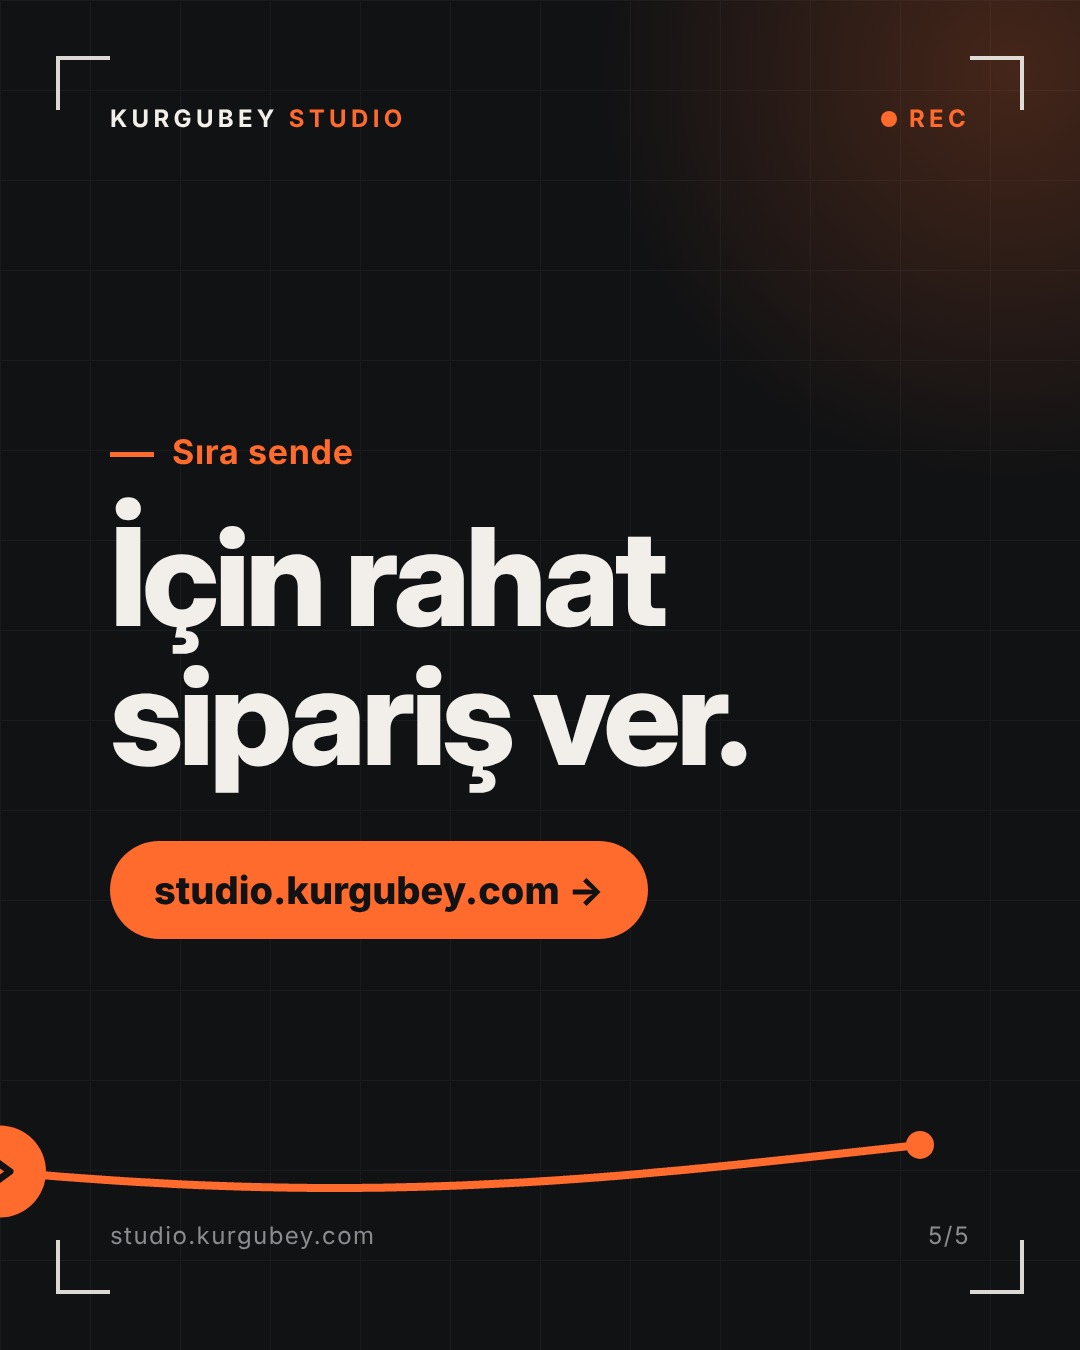 KURGUBEY STUDIO
REC
Sıra sende
İçin rahat
sipariş ver.
studio.kurgubey.com →
studio.kurgubey.com
5/5